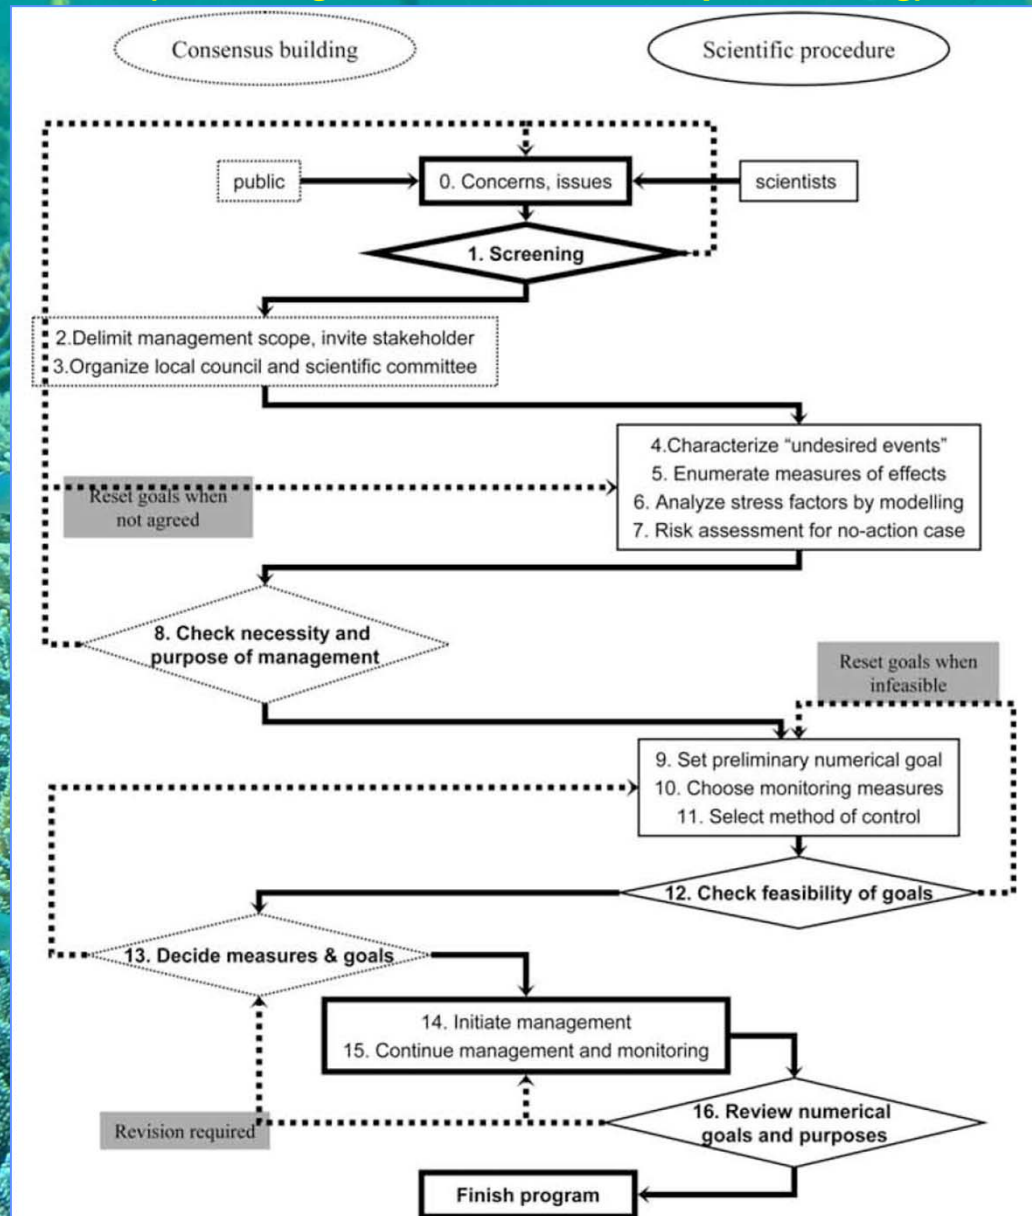 Consensus building
Scientific procedure
public
0. Concerns, issues
scientists
1. Screening
2.Delimit management scope, invite stakeholder
3.Organize local council and scientific committee
4.Characterize “undesired events”
5. Enumerate measures of effects
6. Analyze stress factors by modelling
7. Risk assessment for no-action case
Reset goals when
not agreed
8. Check necessity and
purpose of management
Reset goals when
infeasible
9. Set preliminary numerical goal
10. Choose monitoring measures
11. Select method of control
12. Check feasibility of goals
13. Decide measures & goals
14. Initiate management
15. Continue management and monitoring
16. Review numerical
goals and purposes
Revision required
Finish program